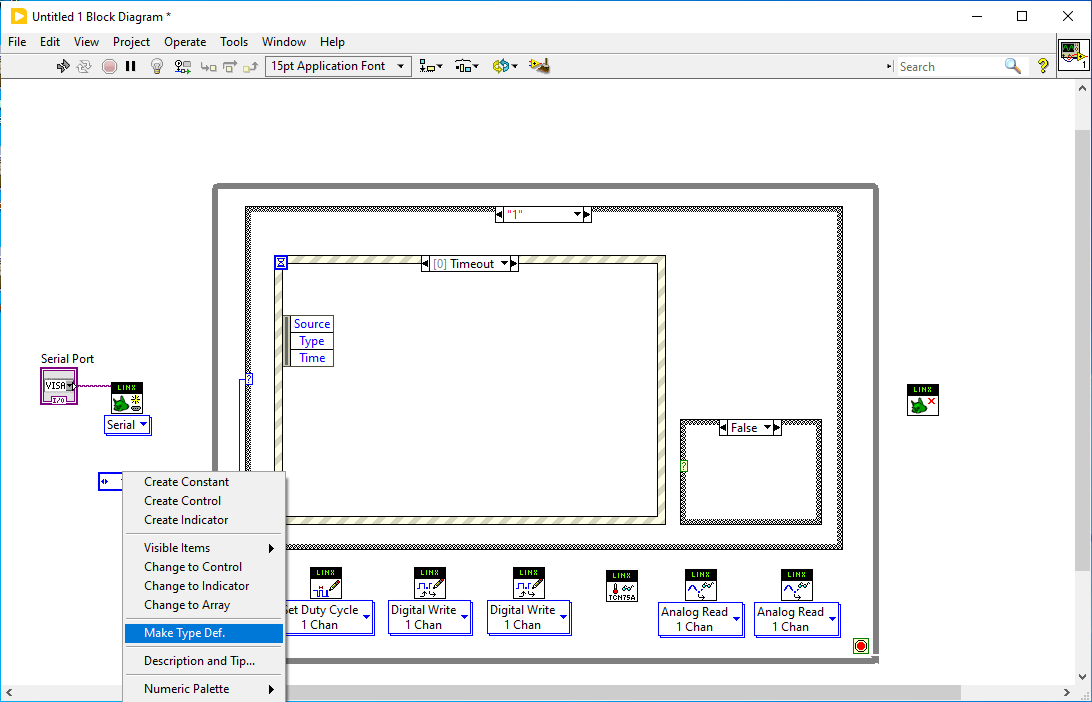 Untitled 1 Block Diagram *
File Edit View Project Operate Tools Window Help
15pt Application Font
Search
?
1
"1"
[0] Timeout
Source
Type
Time
Serial Port
VISA
I/O
LINX
Serial
?
LINX
False
?
Create Constant
Create Control
Create Indicator
Visible Items
Change to Control
Change to Indicator
Change to Array
Make Type Def.
Description and Tip...
Numeric Palette
LINX
Set Duty Cycle
1 Chan
LINX
Digital Write
1 Chan
LINX
Digital Write
1 Chan
LINX
TCN75A
LINX
Analog Read
1 Chan
LINX
Analog Read
1 Chan